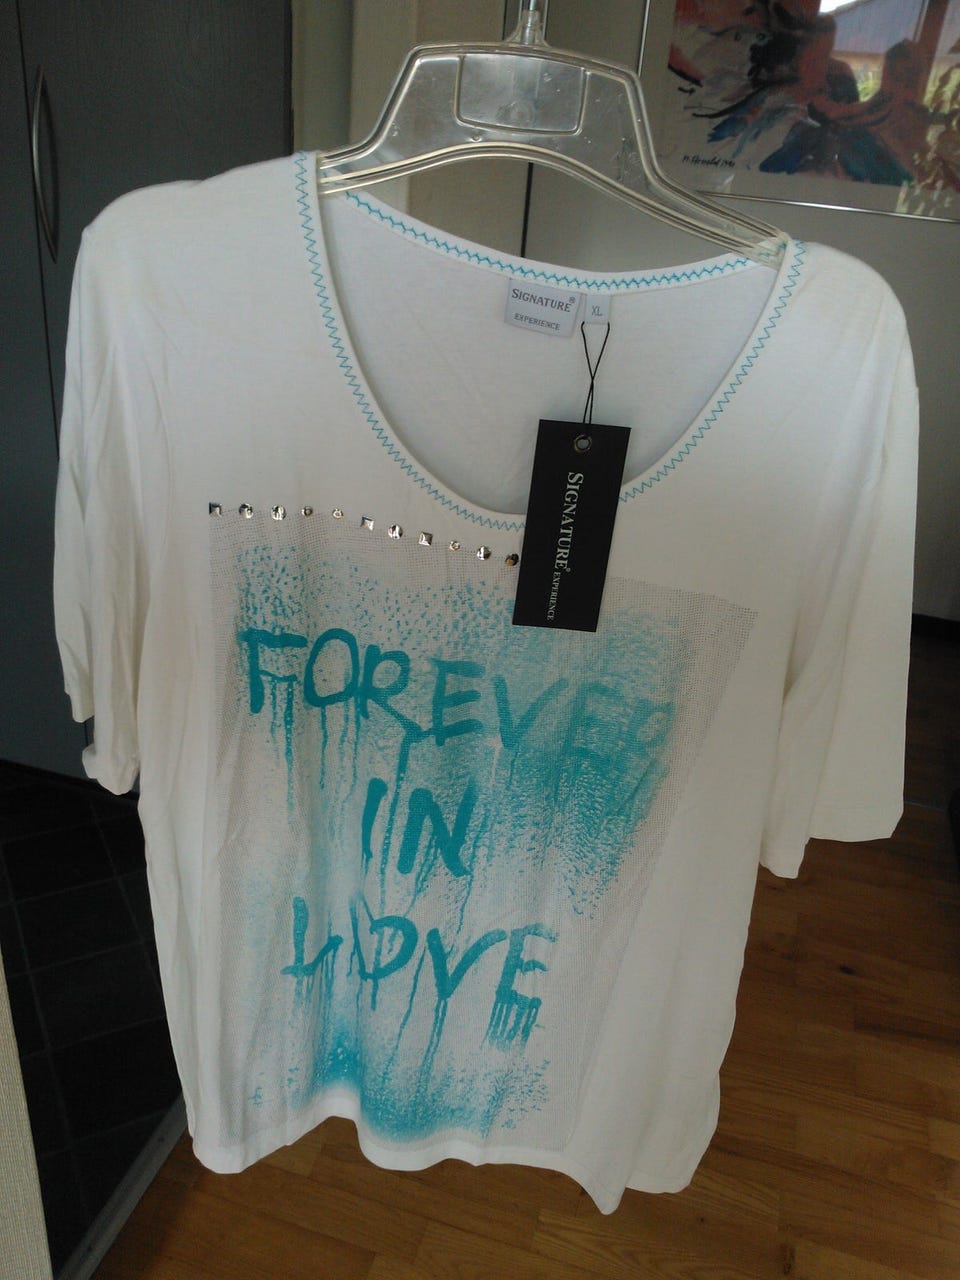 SIGNATURE®
EXPERIENCE
XL
SIGNATURE® EXPERIENCE
FOREVER
IN
LOVE